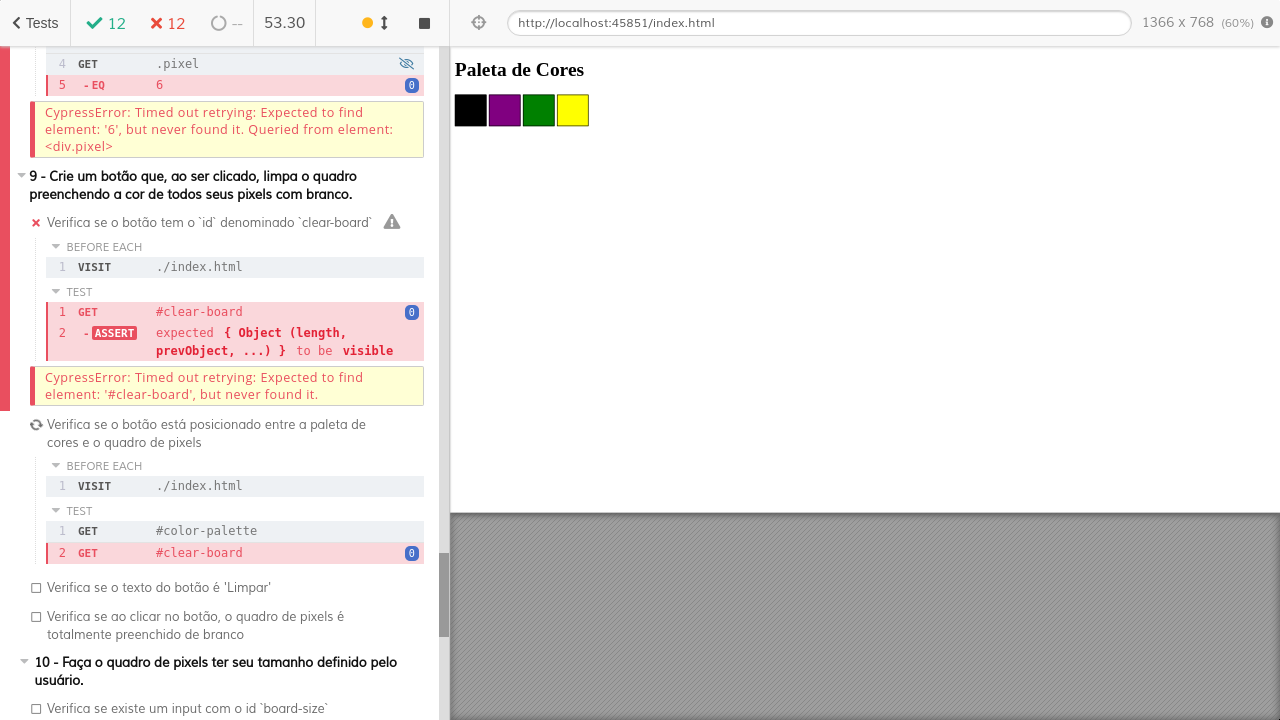 Tests
12
12
--
53.30
http://localhost:45851/index.html
1366 x 768 (60%)
4 GET .pixel
5 - EQ 6 0
CypressError: Timed out retrying: Expected to find
element: '6', but never found it. Queried from element:
<div.pixel>
9 - Crie um botão que, ao ser clicado, limpa o quadro
preenchendo a cor de todos seus pixels com branco.
Verifica se o botão tem o `id` denominado `clear-board`
BEFORE EACH
1 VISIT ./index.html
TEST
1 GET #clear-board 0
2 - ASSERT expected { Object (length,
prevObject, ...) } to be visible
CypressError: Timed out retrying: Expected to find
element: '#clear-board', but never found it.
Verifica se o botão está posicionado entre a paleta de
cores e o quadro de pixels
BEFORE EACH
1 VISIT ./index.html
TEST
1 GET #color-palette
2 GET #clear-board 0
Verifica se o texto do botão é 'Limpar'
Verifica se ao clicar no botão, o quadro de pixels é
totalmente preenchido de branco
10 - Faça o quadro de pixels ter seu tamanho definido pelo
usuário.
Verifica se existe um input com o id `board-size`
Paleta de Cores